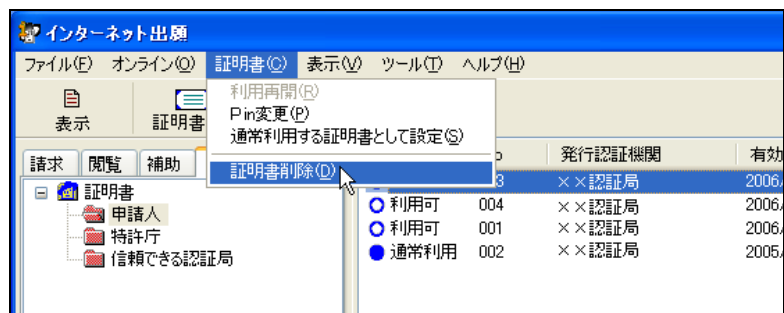 インターネット出願
ファイル(F) オンライン(O) 証明書(C) 表示(V) ツール(T) ヘルプ(H)
表示 証明書
利用再開(R)
Pin変更(P)
通常利用する証明書として設定(S)
証明書削除(D)
請求 閲覧 補助
発行認証機関 有効
証明書
申請人
特許庁
信頼できる認証局
3 ××認証局 2006/
利用可 004 ××認証局 2006/
利用可 001 ××認証局 2006/
通常利用 002 ××認証局 2005/